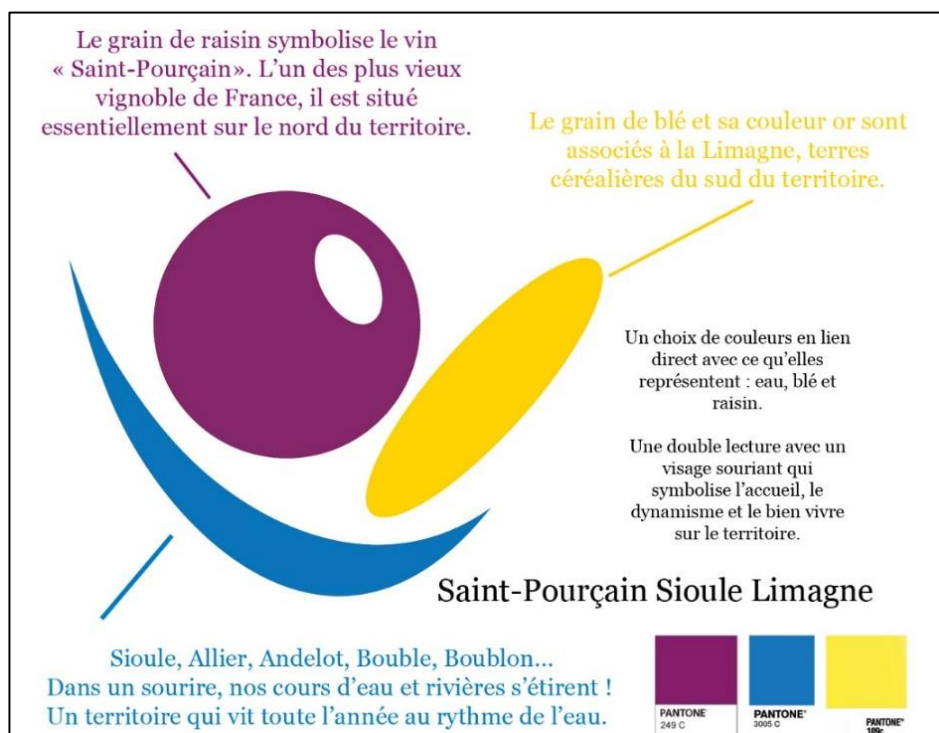 Le grain de raisin symbolise le vin
« Saint-Pourçain». L’un des plus vieux
vignoble de France, il est situé
essentiellement sur le nord du territoire.
Le grain de blé et sa couleur or sont
associés à la Limagne, terres
céréalières du sud du territoire.
Un choix de couleurs en lien
direct avec ce qu’elles
représentent : eau, blé et
raisin.
Une double lecture avec un
visage souriant qui
symbolise l’accueil, le
dynamisme et le bien vivre
sur le territoire.
Saint-Pourçain Sioule Limagne
Sioule, Allier, Andelot, Bouble, Boublon...
Dans un sourire, nos cours d’eau et rivières s’étirent !
Un territoire qui vit toute l’année au rythme de l’eau.
PANTONE
249 C
PANTONE®
3005 C
PANTONE®